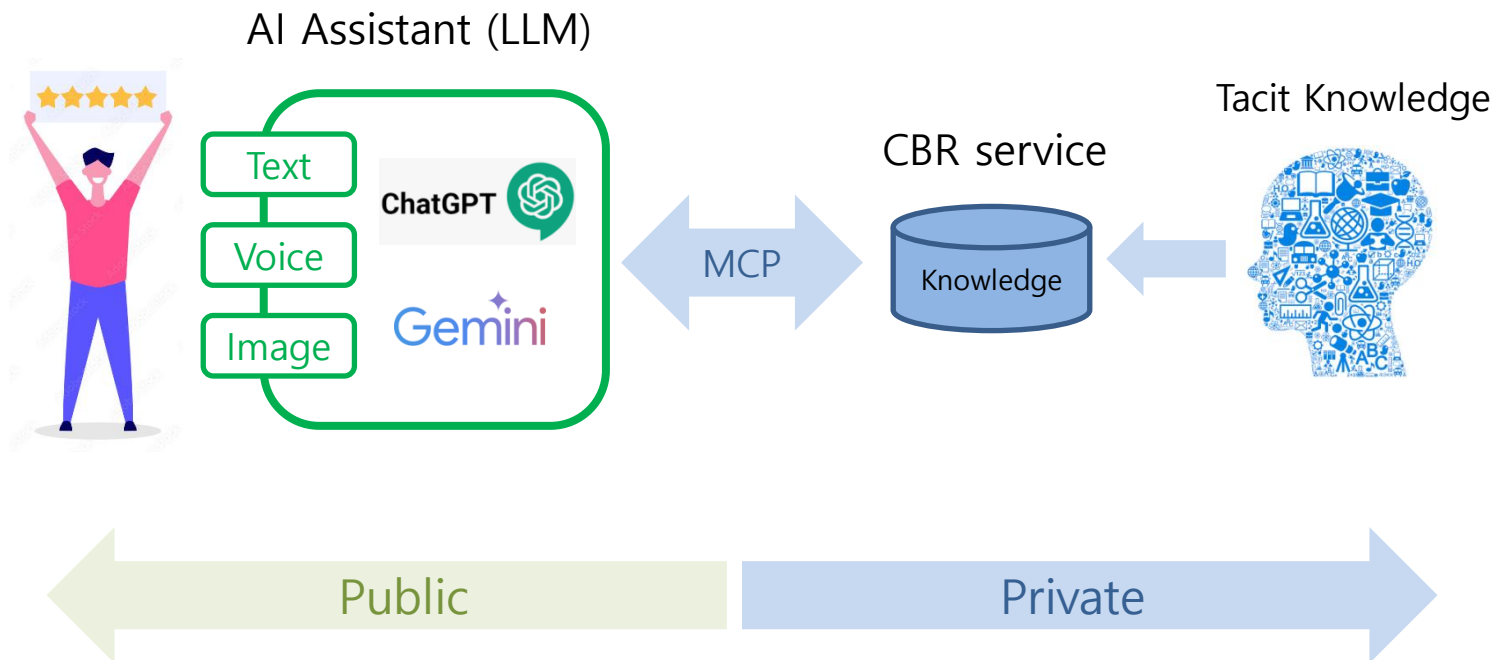 AI Assistant (LLM)
Tacit Knowledge
CBR service
Text
ChatGPT
Voice
MCP
Knowledge
Gemini
Image
Public
Private